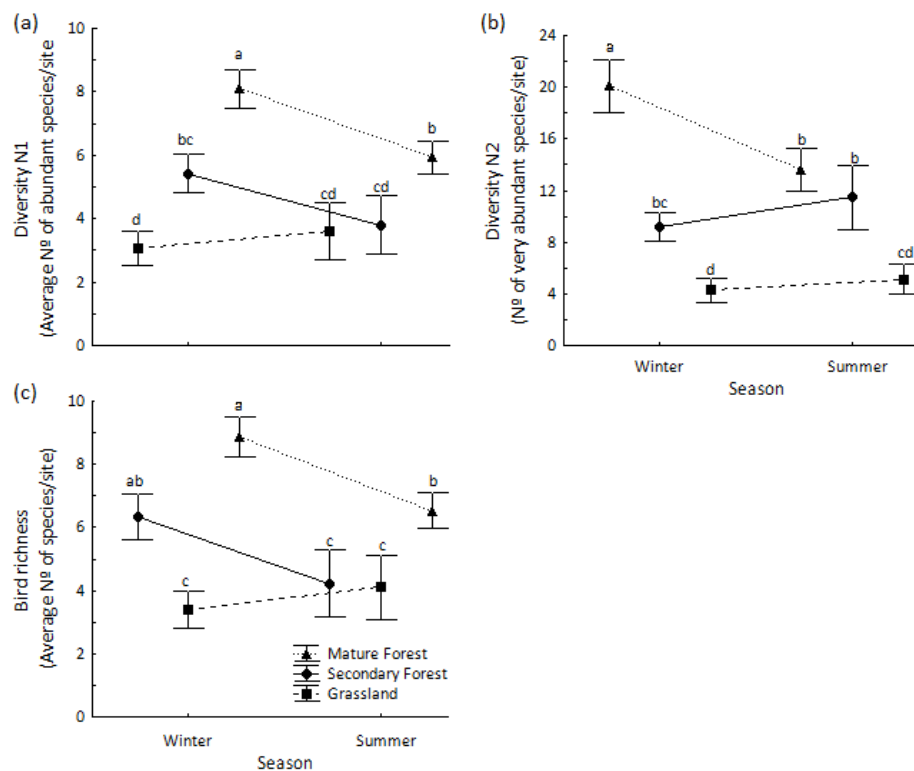 (a)
Diversity N1
(Average Nº of abundant species/site)
10
8
6
4
2
0
a
b
bc
cd
cd
d
(b)
Diversity N2
(Nº of very abundant species/site)
24
20
16
12
8
4
0
a
b
b
bc
d
cd
Winter
Summer
Season
(c)
Bird richness
(Average Nº of species/site)
10
8
6
4
2
0
a
ab
b
c
c
c
Mature Forest
Secondary Forest
Grassland
Winter
Summer
Season